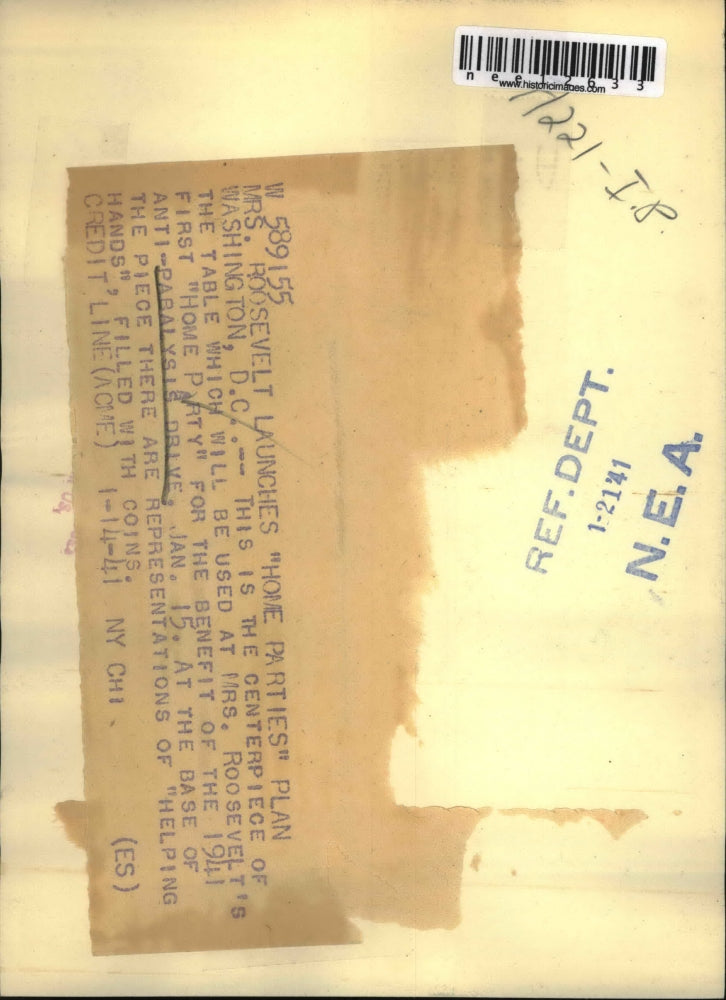 nee12633
www.historicimages.com
1/221-I.P.
REF. DEPT.
1-21 41
N.E.A.
W 589155
MRS. ROOSEVELT LAUNCHES "HOME PARTIES" PLAN
WASHINGTON, D.C. -- THIS IS THE CENTERPIECE OF
THE TABLE WHICH WILL BE USED AT MRS. ROOSEVELT'S
FIRST "HOME PARTY" FOR THE BENEFIT OF THE 1941
ANTI-PARALYSIS DRIVE, JAN. 15. AT THE BASE OF
THE PIECE THERE ARE REPRESENTATIONS OF "HELPING
HANDS", FILLED WITH COINS.
CREDIT LINE (ACME) 1-14-41 NY CHI (ES)